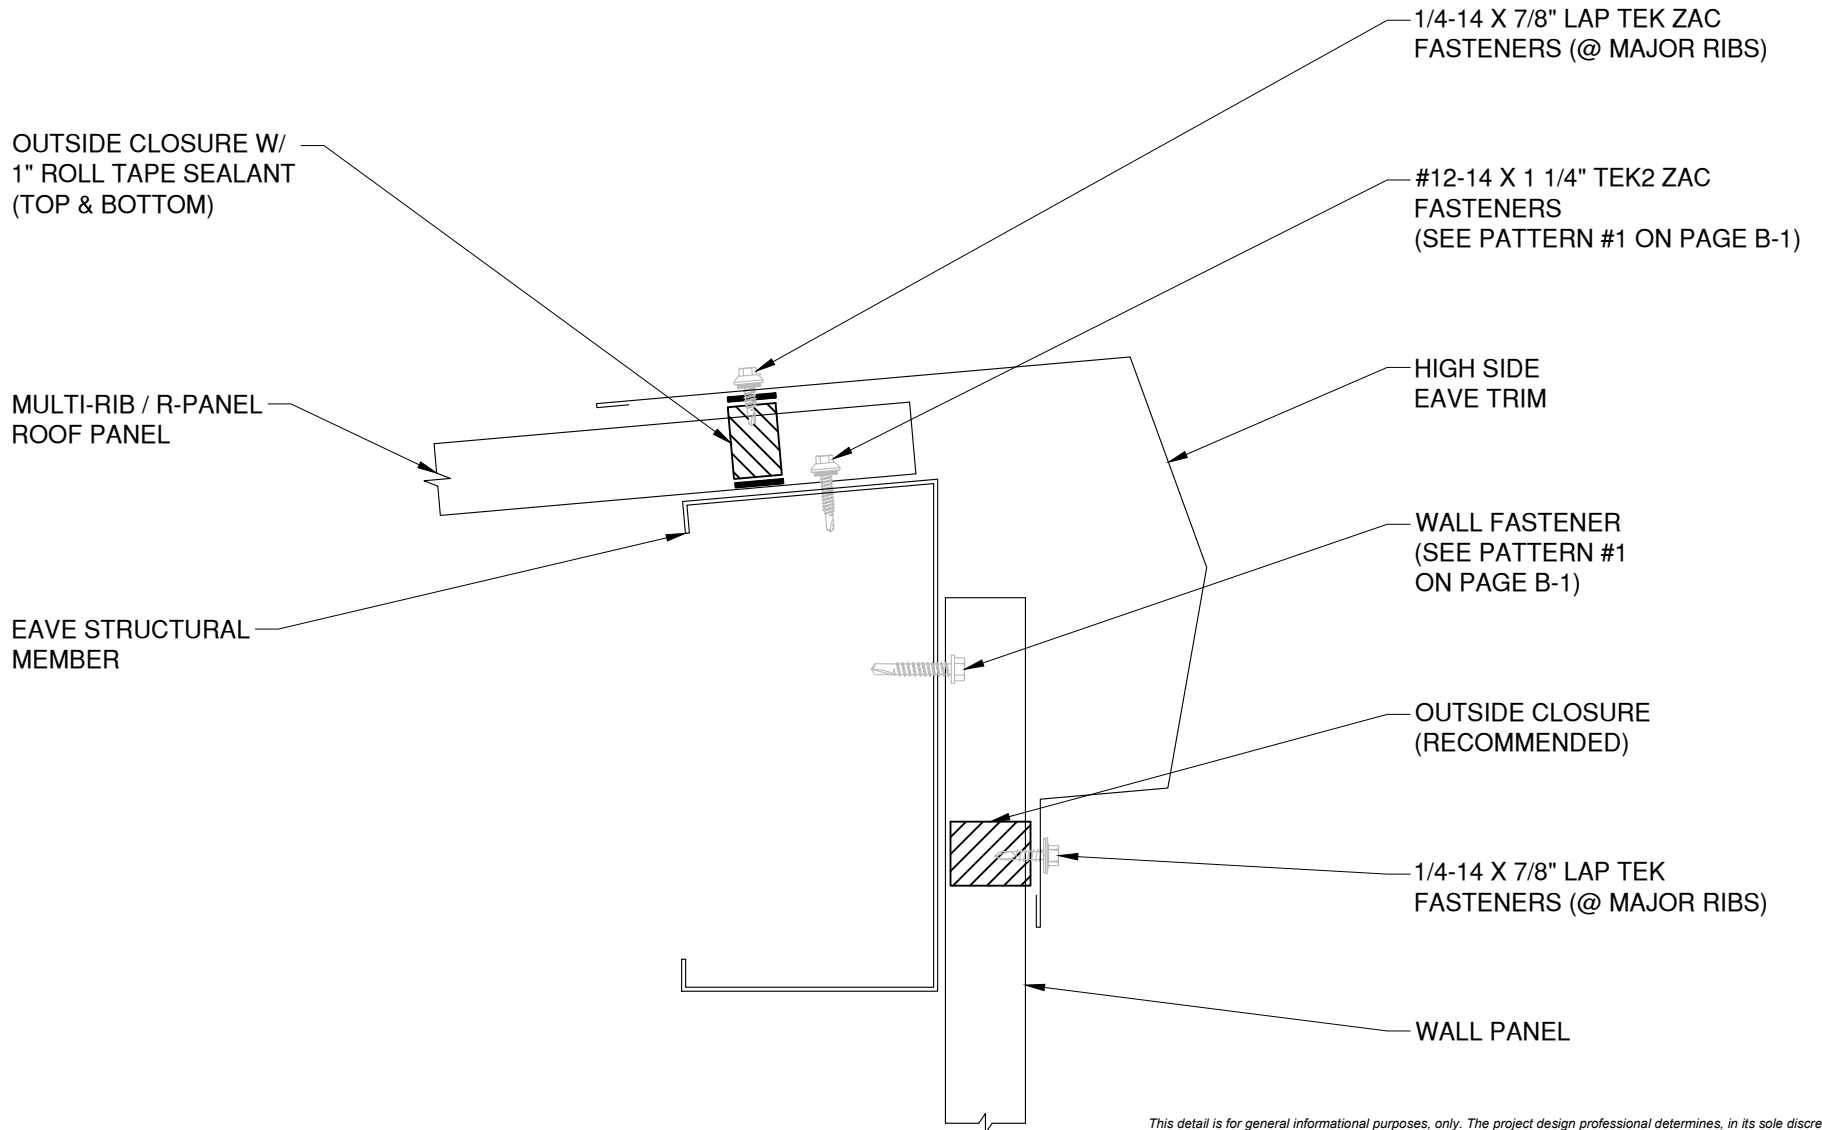 1/4-14 X 7/8" LAP TEK ZAC
FASTENERS (@ MAJOR RIBS)
OUTSIDE CLOSURE W/
1" ROLL TAPE SEALANT
(TOP & BOTTOM)
#12-14 X 1 1/4" TEK2 ZAC
FASTENERS
(SEE PATTERN #1 ON PAGE B-1)
MULTI-RIB / R-PANEL
ROOF PANEL
HIGH SIDE
EAVE TRIM
WALL FASTENER
(SEE PATTERN #1
ON PAGE B-1)
EAVE STRUCTURAL
MEMBER
OUTSIDE CLOSURE
(RECOMMENDED)
1/4-14 X 7/8" LAP TEK
FASTENERS (@ MAJOR RIBS)
WALL PANEL
This detail is for general informational purposes, only. The project design professional determines, in its sole discre